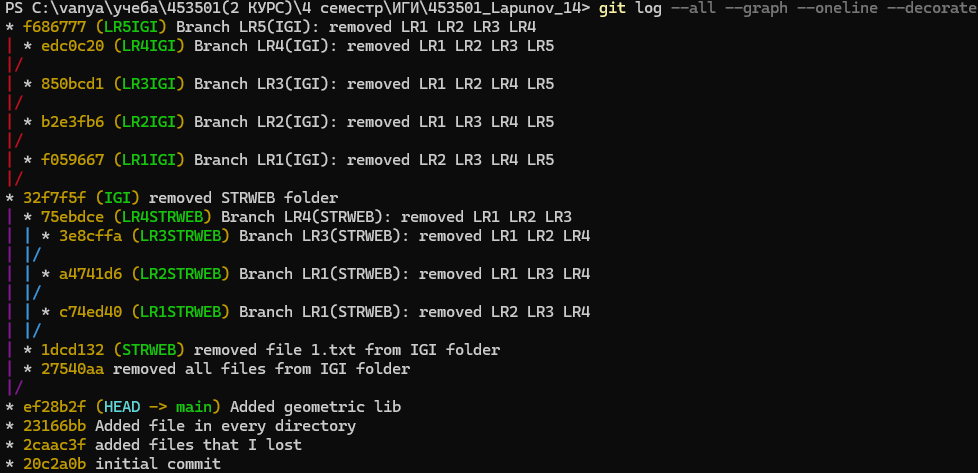 PS C:\vanya\учеба\453501(2 КУРС)\4 семестр\ИГИ\453501_Lapunov_14> git log --all --graph --oneline --decorate
* f686777 (LR5IGI) Branch LR5(IGI): removed LR1 LR2 LR3 LR4
| * edc0c20 (LR4IGI) Branch LR4(IGI): removed LR1 LR2 LR3 LR5
|/
| * 850bcd1 (LR3IGI) Branch LR3(IGI): removed LR1 LR2 LR4 LR5
|/
| * b2e3fb6 (LR2IGI) Branch LR2(IGI): removed LR1 LR3 LR4 LR5
|/
| * f059667 (LR1IGI) Branch LR1(IGI): removed LR2 LR3 LR4 LR5
|/
* 32f7f5f (IGI) removed STRWEB folder
| * 75ebdce (LR4STRWEB) Branch LR4(STRWEB): removed LR1 LR2 LR3
| | * 3e8cffa (LR3STRWEB) Branch LR3(STRWEB): removed LR1 LR2 LR4
| |/
| | * a4741d6 (LR2STRWEB) Branch LR1(STRWEB): removed LR1 LR3 LR4
| |/
| | * c74ed40 (LR1STRWEB) Branch LR1(STRWEB): removed LR2 LR3 LR4
| |/
| * 1dcd132 (STRWEB) removed file 1.txt from IGI folder
| * 27540aa removed all files from IGI folder
|/
* ef28b2f (HEAD -> main) Added geometric lib
* 23166bb Added file in every directory
* 2caac3f added files that I lost
* 20c2a0b initial commit